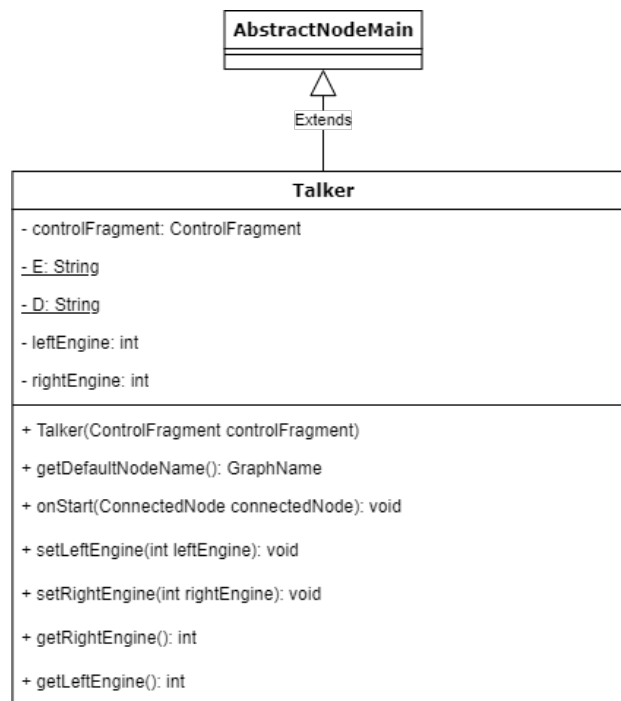 AbstractNodeMain
Extends
Talker
- controlFragment: ControlFragment
- E: String
- D: String
- leftEngine: int
- rightEngine: int
+ Talker(ControlFragment controlFragment)
+ getDefaultNodeName(): GraphName
+ onStart(ConnectedNode connectedNode): void
+ setLeftEngine(int leftEngine): void
+ setRightEngine(int rightEngine): void
+ getRightEngine(): int
+ getLeftEngine(): int